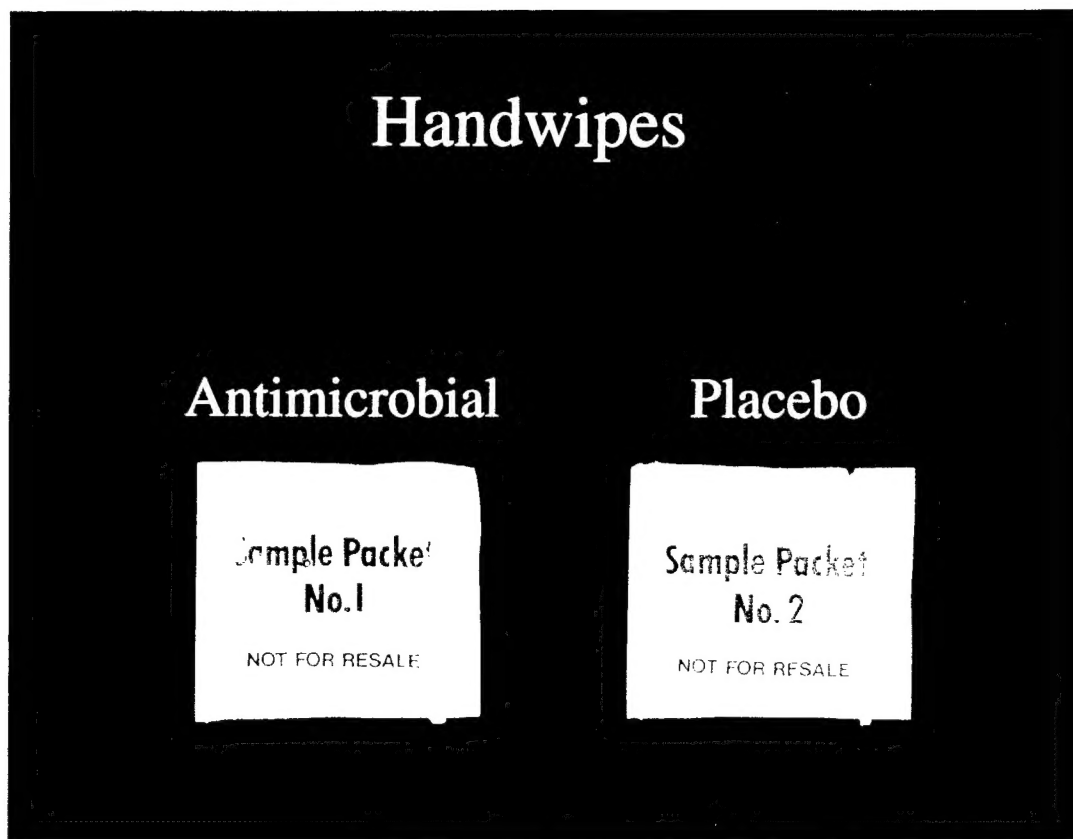 Handwipes
Antimicrobial
Placebo
Sample Packet
No.1
NOT FOR RESALE
Sample Packet
No. 2
NOT FOR RESALE